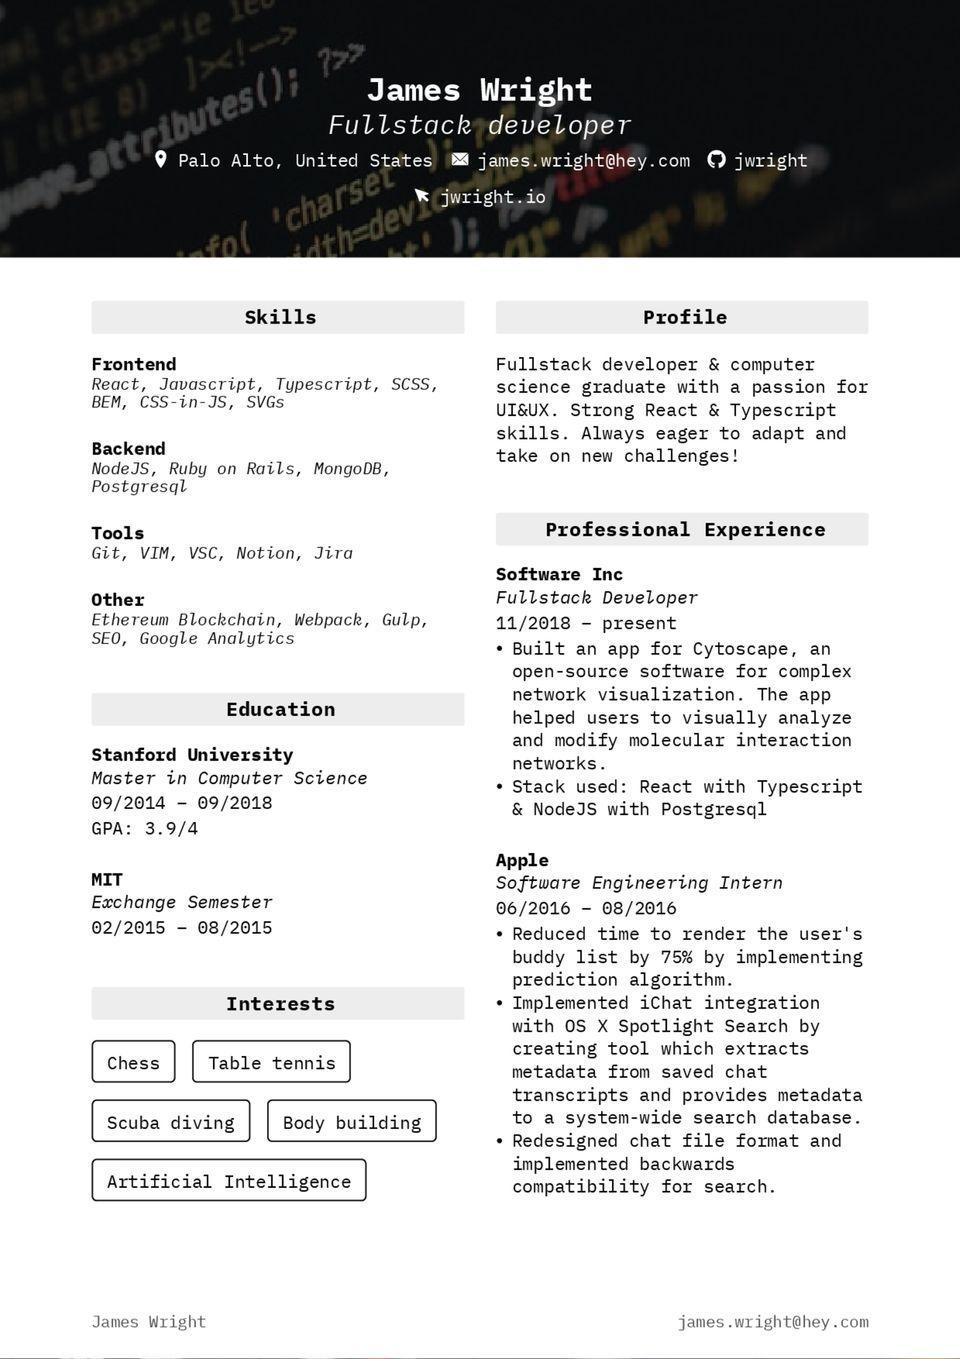 James Wright
Fullstack developer
Palo Alto, United States james.wright@hey.com jwright
jwright.io
Skills
Frontend
React, Javascript, Typescript, SCSS,
BEM, CSS-in-JS, SVGs
Backend
NodeJS, Ruby on Rails, MongoDB,
Postgresql
Tools
Git, VIM, VSC, Notion, Jira
Other
Ethereum Blockchain, Webpack, Gulp,
SEO, Google Analytics
Education
Stanford University
Master in Computer Science
09/2014 – 09/2018
GPA: 3.9/4
MIT
Exchange Semester
02/2015 – 08/2015
Interests
Chess
Table tennis
Scuba diving
Body building
Artificial Intelligence
Profile
Fullstack developer & computer
science graduate with a passion for
UI&UX. Strong React & Typescript
skills. Always eager to adapt and
take on new challenges!
Professional Experience
Software Inc
Fullstack Developer
11/2018 – present
• Built an app for Cytoscape, an
open-source software for complex
network visualization. The app
helped users to visually analyze
and modify molecular interaction
networks.
• Stack used: React with Typescript
& NodeJS with Postgresql
Apple
Software Engineering Intern
06/2016 – 08/2016
• Reduced time to render the user's
buddy list by 75% by implementing
prediction algorithm.
• Implemented iChat integration
with OS X Spotlight Search by
creating tool which extracts
metadata from saved chat
transcripts and provides metadata
to a system-wide search database.
• Redesigned chat file format and
implemented backwards
compatibility for search.
James Wright
james.wright@hey.com